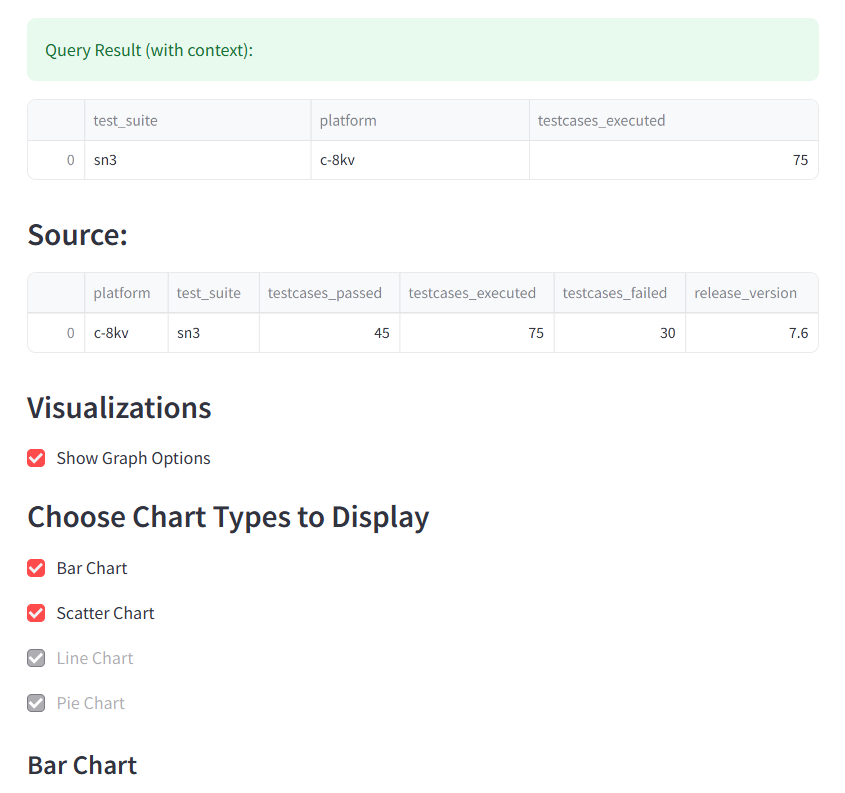 Query Result (with context):
test_suite platform testcases_executed
0 sn3 c-8kv 75
Source:
platform test_suite testcases_passed testcases_executed testcases_failed release_version
0 c-8kv sn3 45 75 30 7.6
Visualizations
Show Graph Options
Choose Chart Types to Display
Bar Chart
Scatter Chart
Line Chart
Pie Chart
Bar Chart